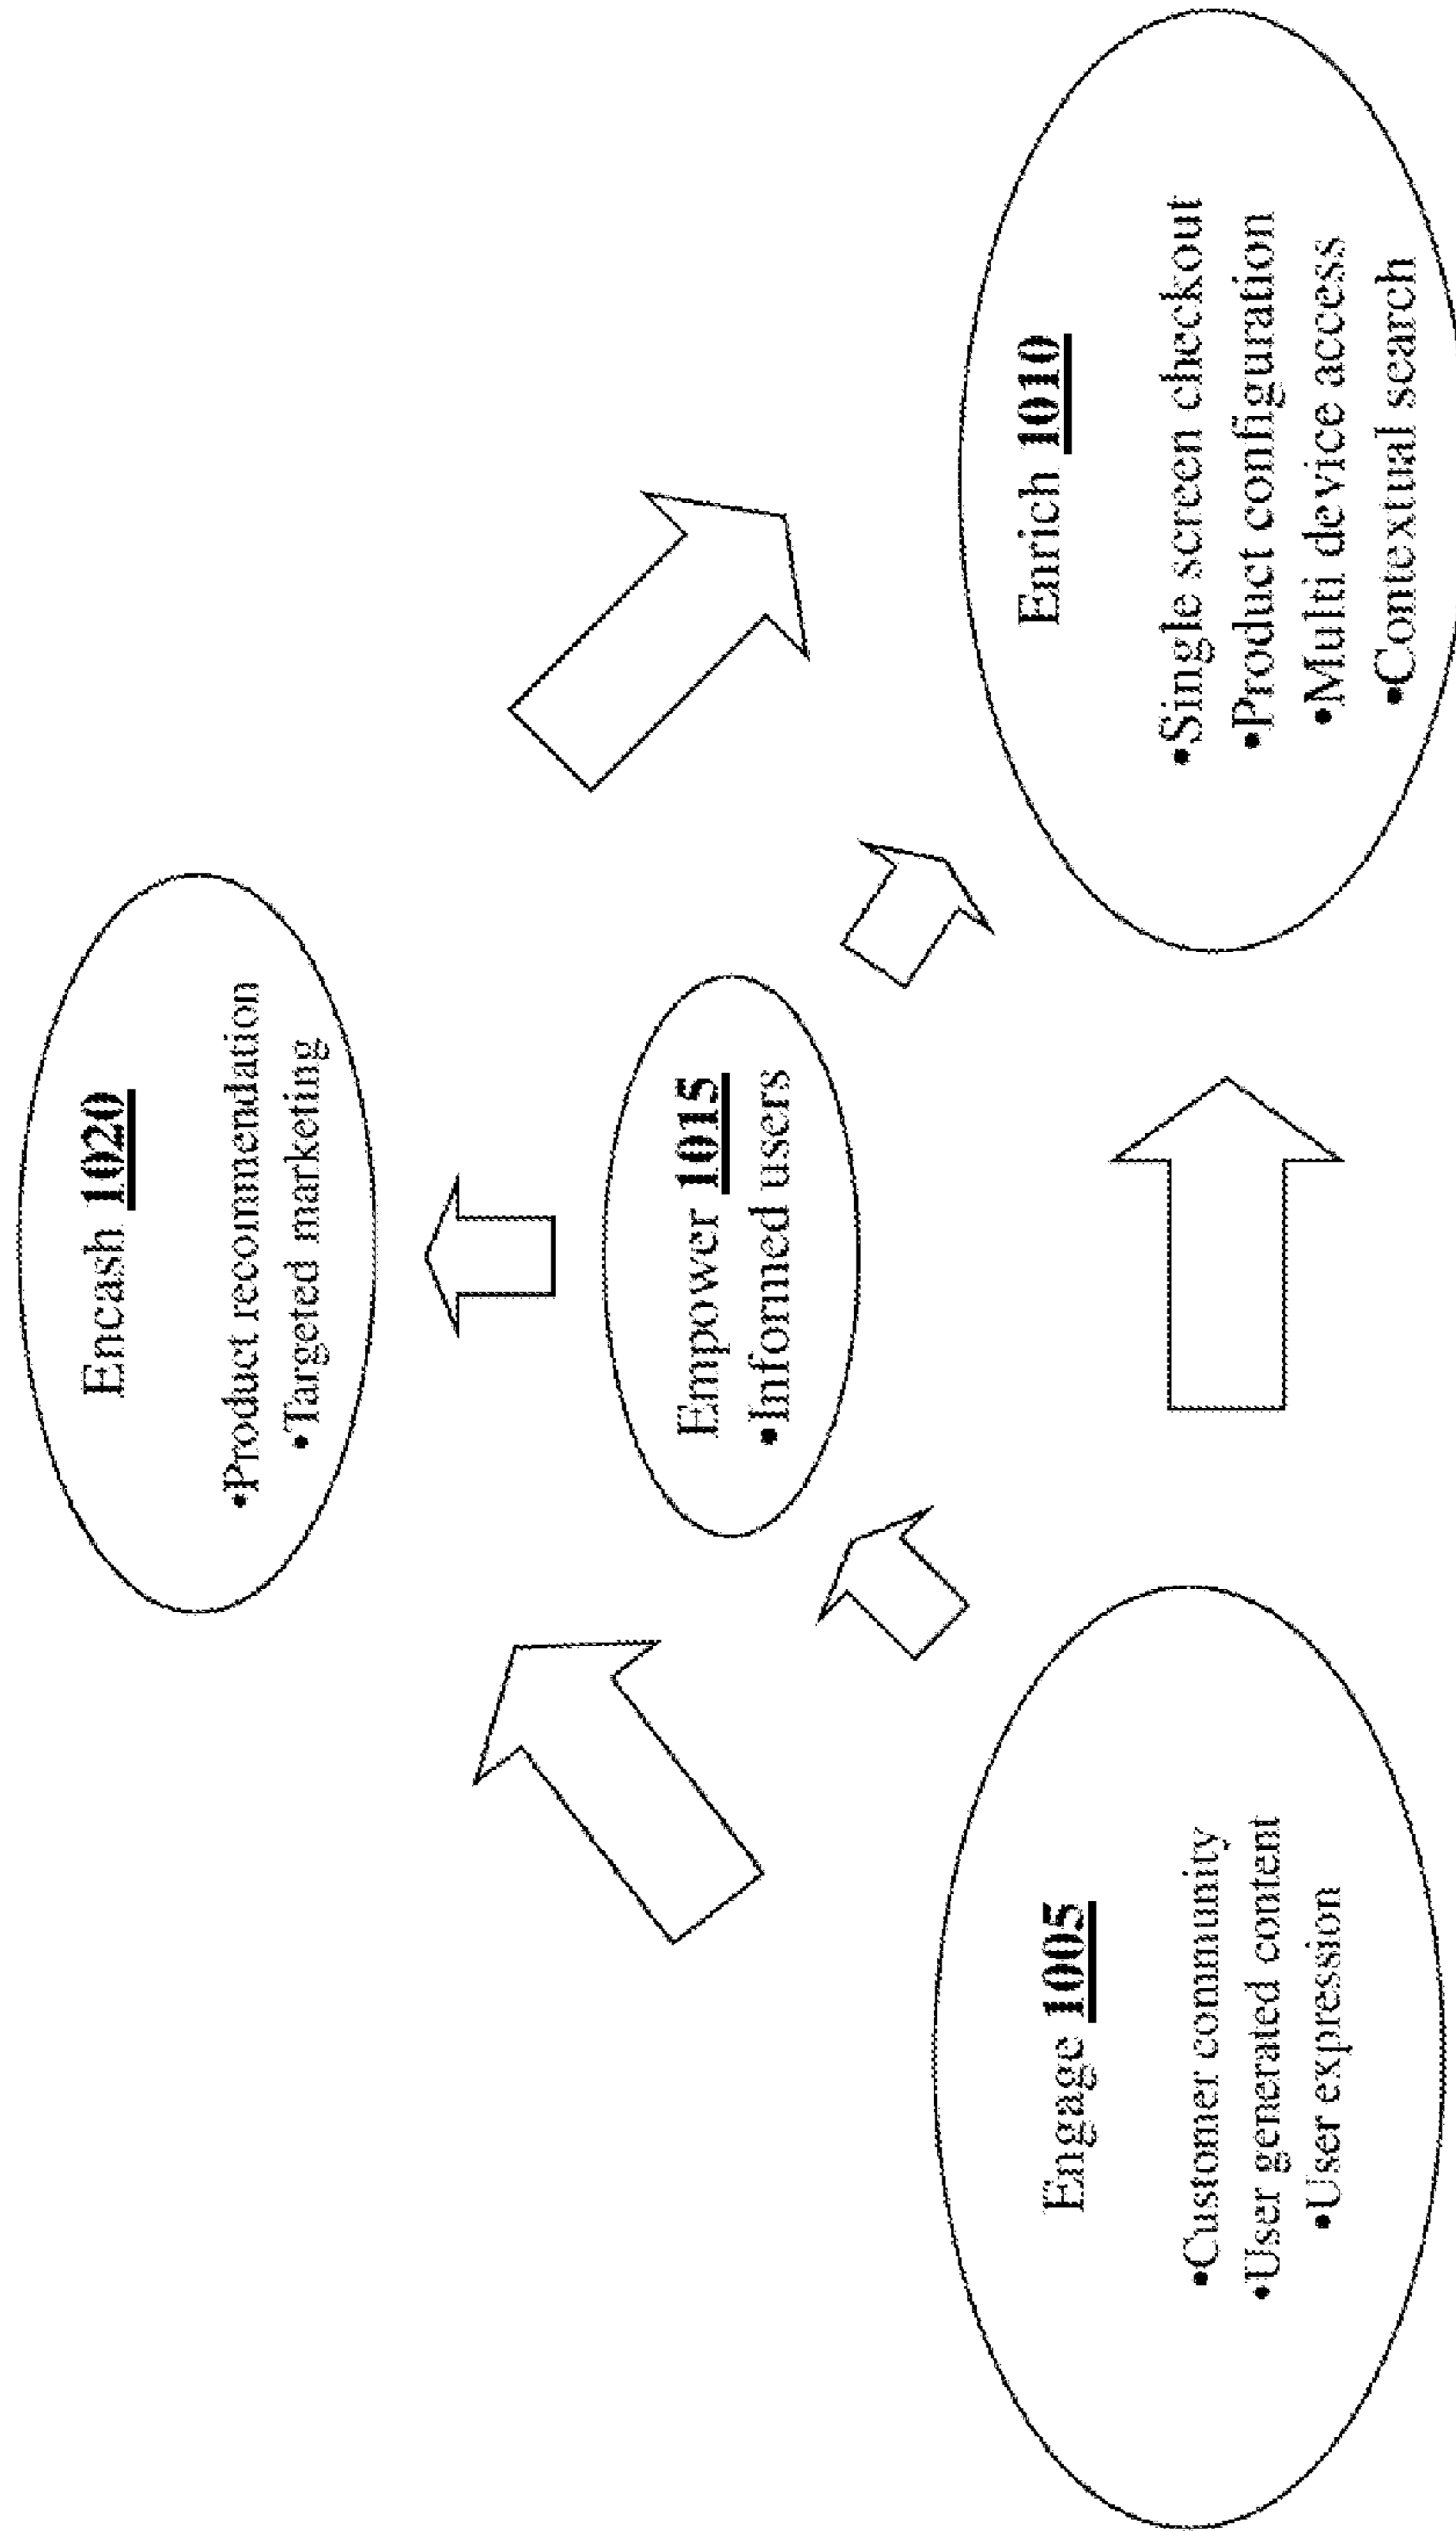 Encash 1020
•Product recommendation
•Targeted marketing
Empower 1015
•Informed users
Engage 1005
•Customer community
•User generated content
•User expression
Enrich 1010
•Single screen checkout
•Product configuration
•Multi device access
•Contextual search